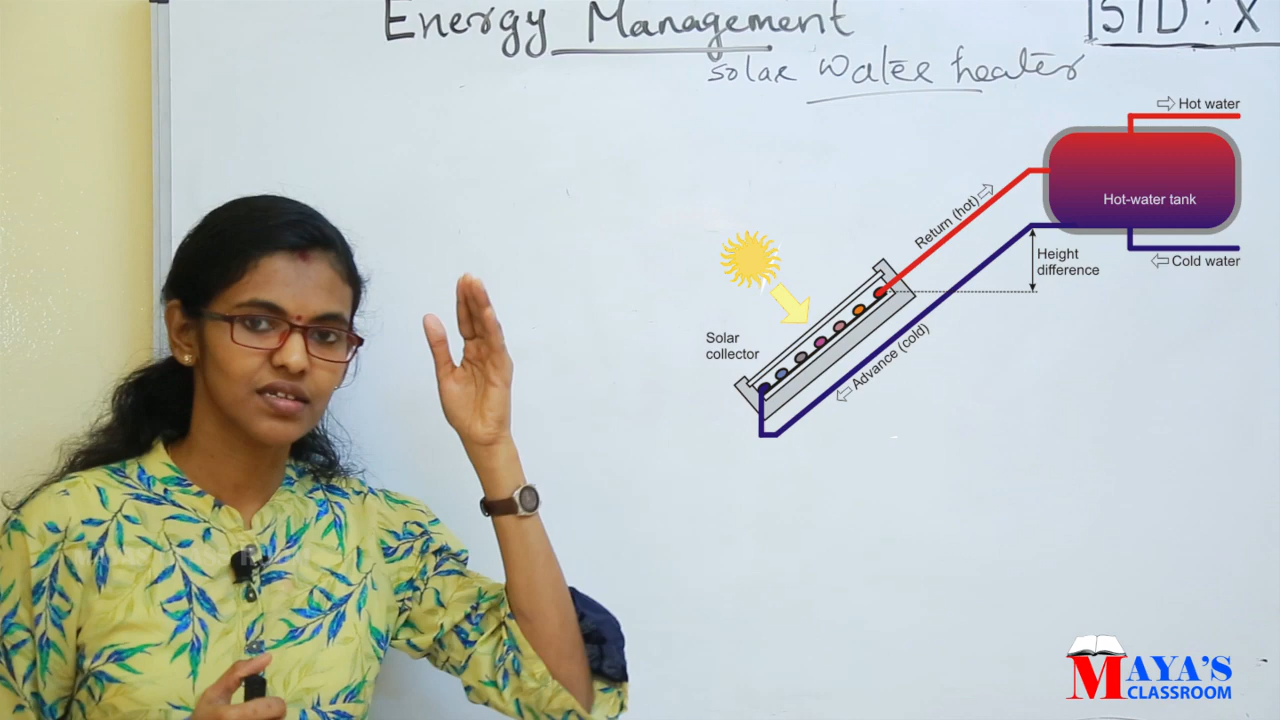 Energy Management
STD: X
solar water heater
Hot water
Hot-water tank
Return (hot)
Height
difference
Cold water
Solar
collector
Advance (cold)
MAYA'S
CLASSROOM